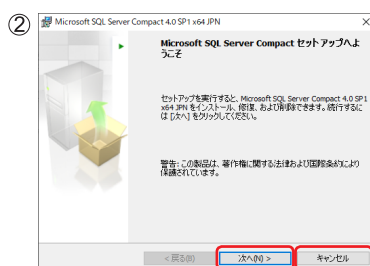 ②
Microsoft SQL Server Compact 4.0 SP1 x64 JPN
Microsoft SQL Server Compact セットアップへよ
うこそ
セットアップを実行すると、Microsoft SQL Server Compact 4.0 SP1
x64 JPN をインストール、修復、および削除できます。続行するに
は [次へ] をクリックしてください。
警告: この製品は、著作権に関する法律および国際条約により
保護されています。
< 戻る(B)
次へ(N) >
キャンセル